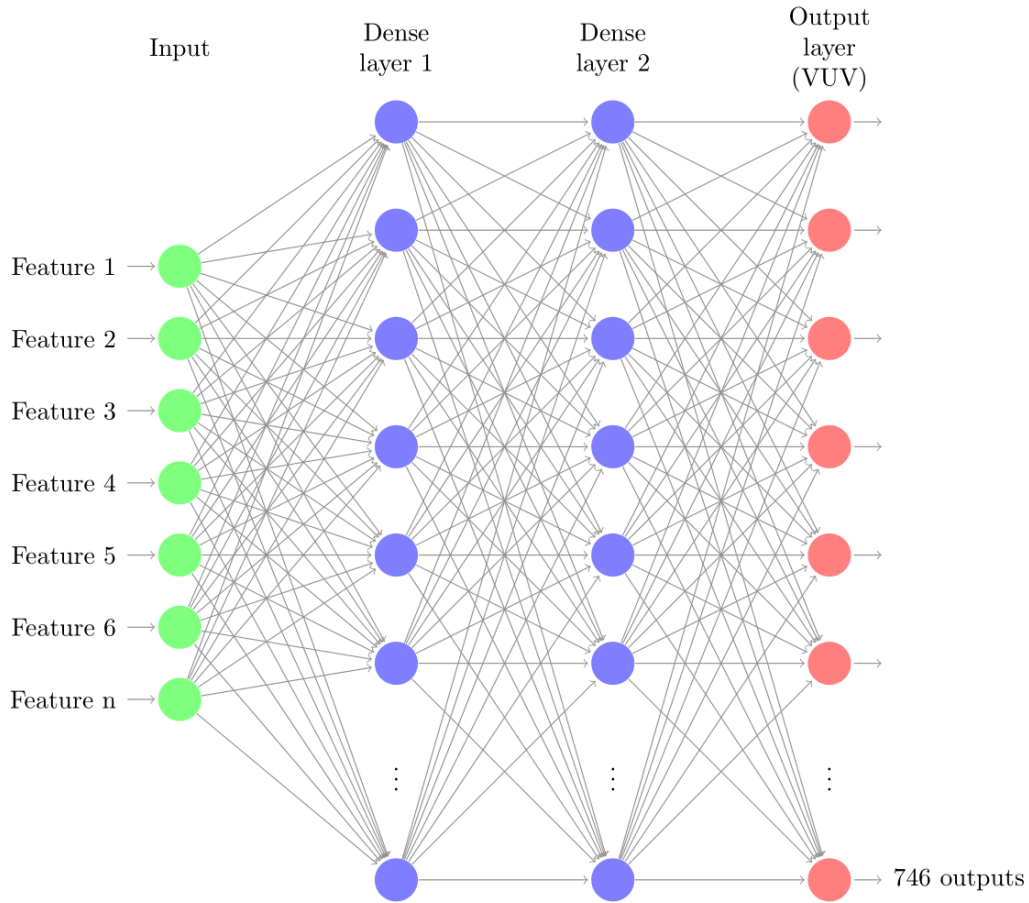 Input
Dense
layer 1
Dense
layer 2
Output
layer
(VUV)
Feature 1
Feature 2
Feature 3
Feature 4
Feature 5
Feature 6
Feature n
⋮
⋮
⋮
746 outputs